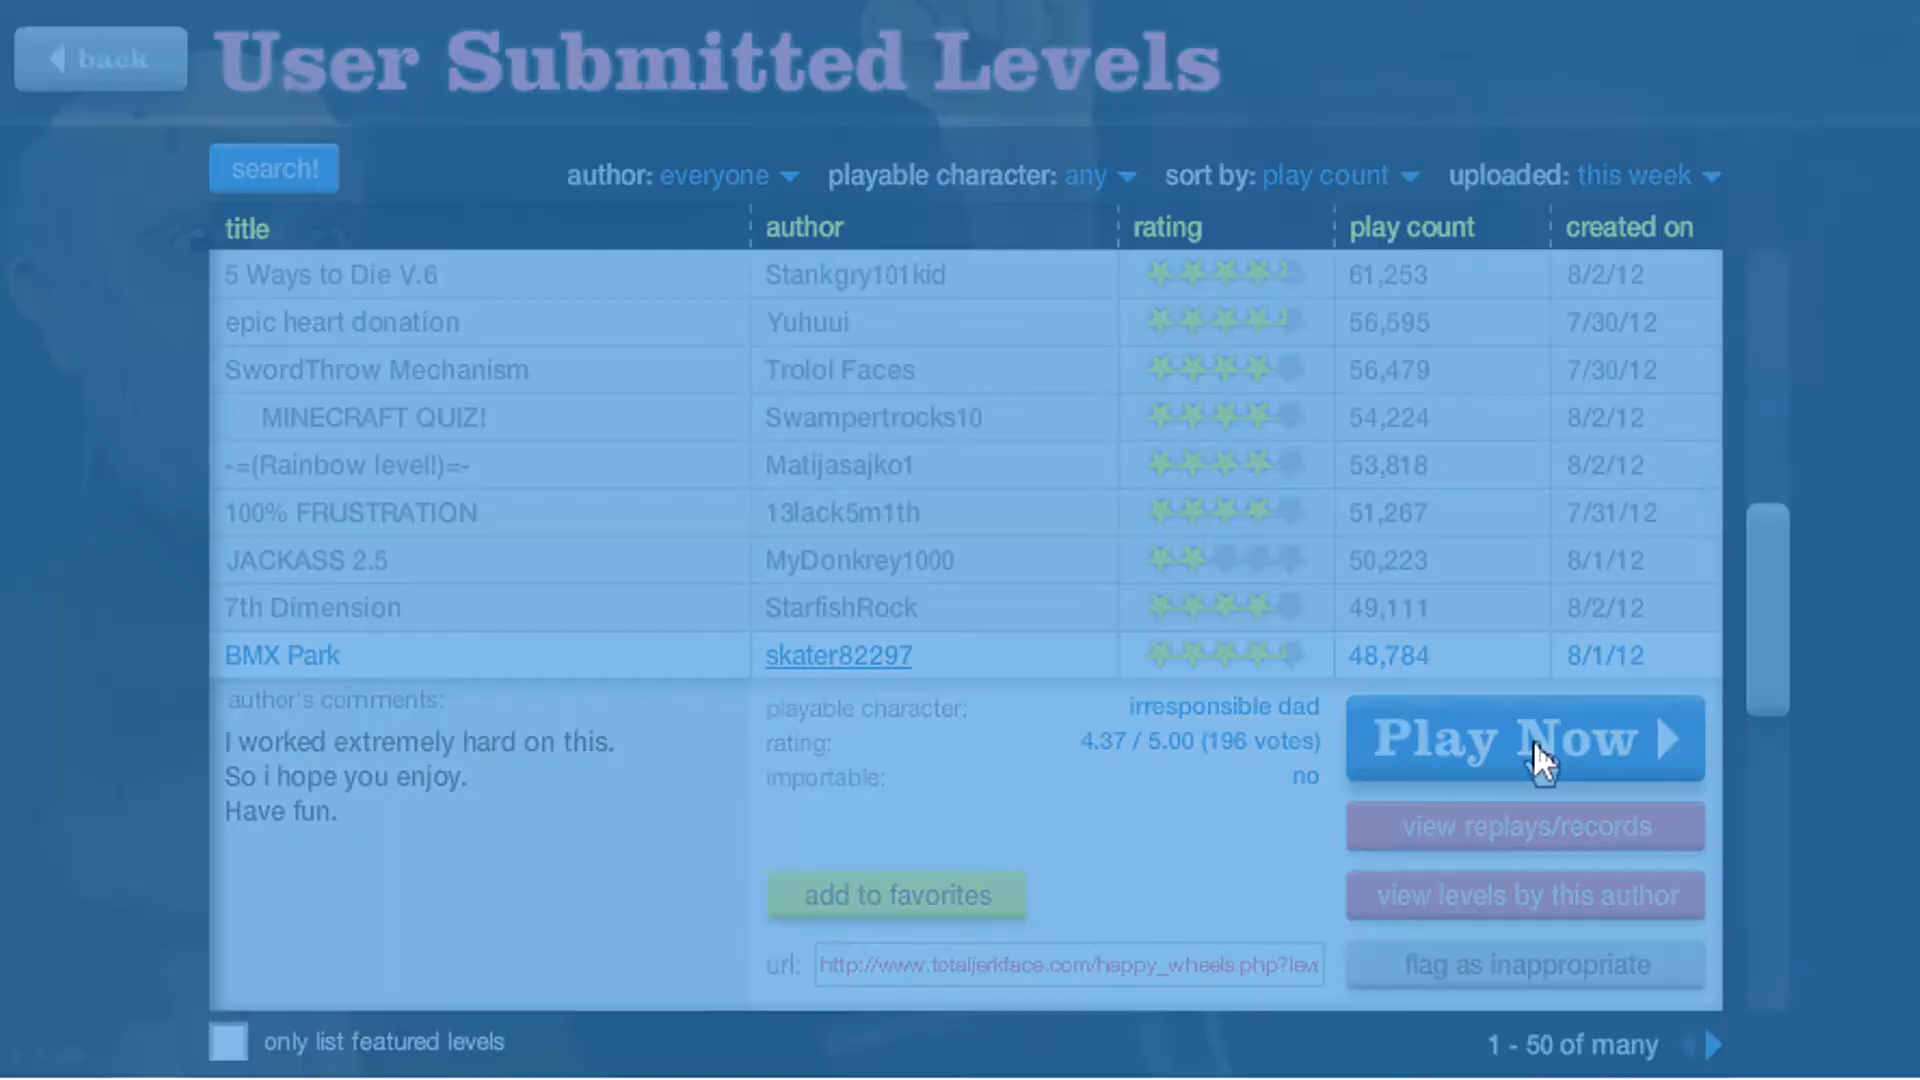 back
User Submitted Levels
search!
author: everyone playable character: any sort by: play count uploaded: this week
title author rating play count created on
5 Ways to Die V.6 Stankgry101kid 61,253 8/2/12
epic heart donation Yuhuui 56,595 7/30/12
SwordThrow Mechanism Trolol Faces 56,479 7/30/12
MINECRAFT QUIZ! Swampertrocks10 54,224 8/2/12
-=(Rainbow level!)=- Matijasajko1 53,818 8/2/12
100% FRUSTRATION 13lack5m1th 51,267 7/31/12
JACKASS 2.5 MyDonkrey1000 50,223 8/1/12
7th Dimension StarfishRock 49,111 8/2/12
BMX Park skater82297 48,784 8/1/12
author's comments:
I worked extremely hard on this.
So i hope you enjoy.
Have fun.
playable character: irresponsible dad
rating: 4.37 / 5.00 (196 votes)
importable: no
add to favorites
url: http://www.totaljerkface.com/happy_wheels.php?leve
Play Now
view replays/records
view levels by this author
flag as inappropriate
only list featured levels
1 - 50 of many